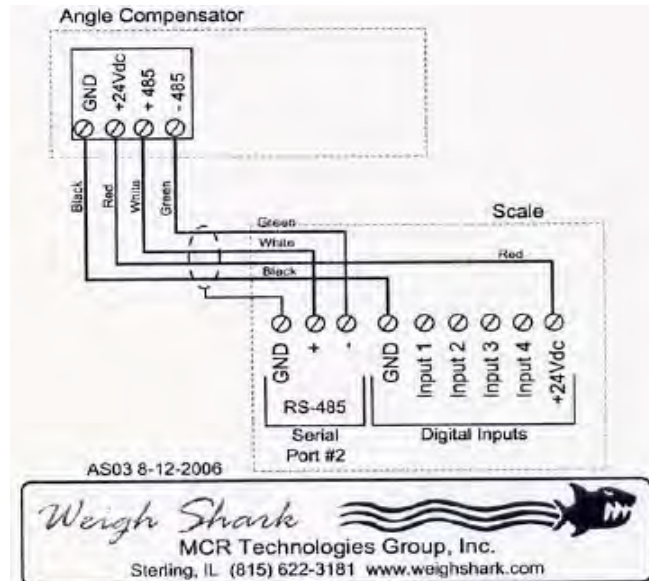 Angle Compensator
GND
+24Vdc
+ 485
- 485
Black
Red
White
Green
Scale
Green
White
Red
Black
GND
+
-
GND
Input 1
Input 2
Input 3
Input 4
+24Vdc
RS-485
Serial
Port #2
Digital Inputs
AS03 8-12-2006
Weigh Shark
MCR Technologies Group, Inc.
Sterling, IL (815) 622-3181 www.weighshark.com